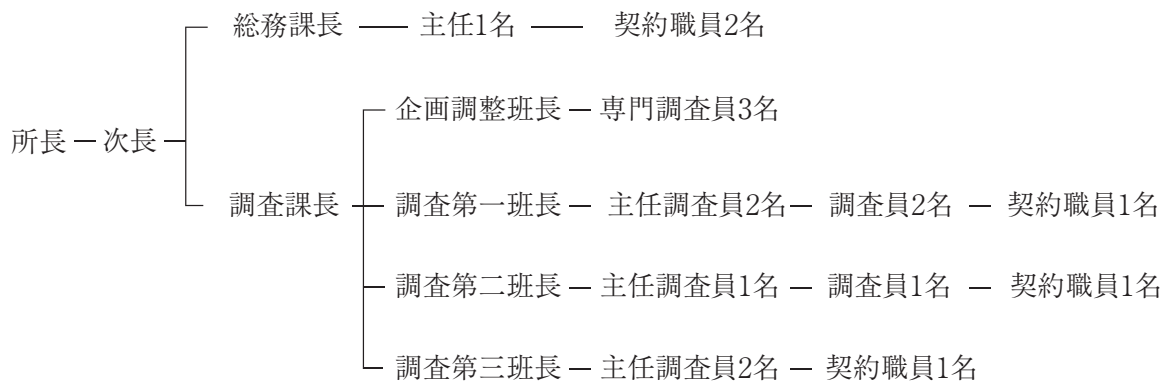 総務課長 主任1名 契約職員2名
企画調整班長 専門調査員3名
所長 次長
調査課長 調査第一班長 主任調査員2名 調査員2名 契約職員1名
調査第二班長 主任調査員1名 調査員1名 契約職員1名
調査第三班長 主任調査員2名 契約職員1名